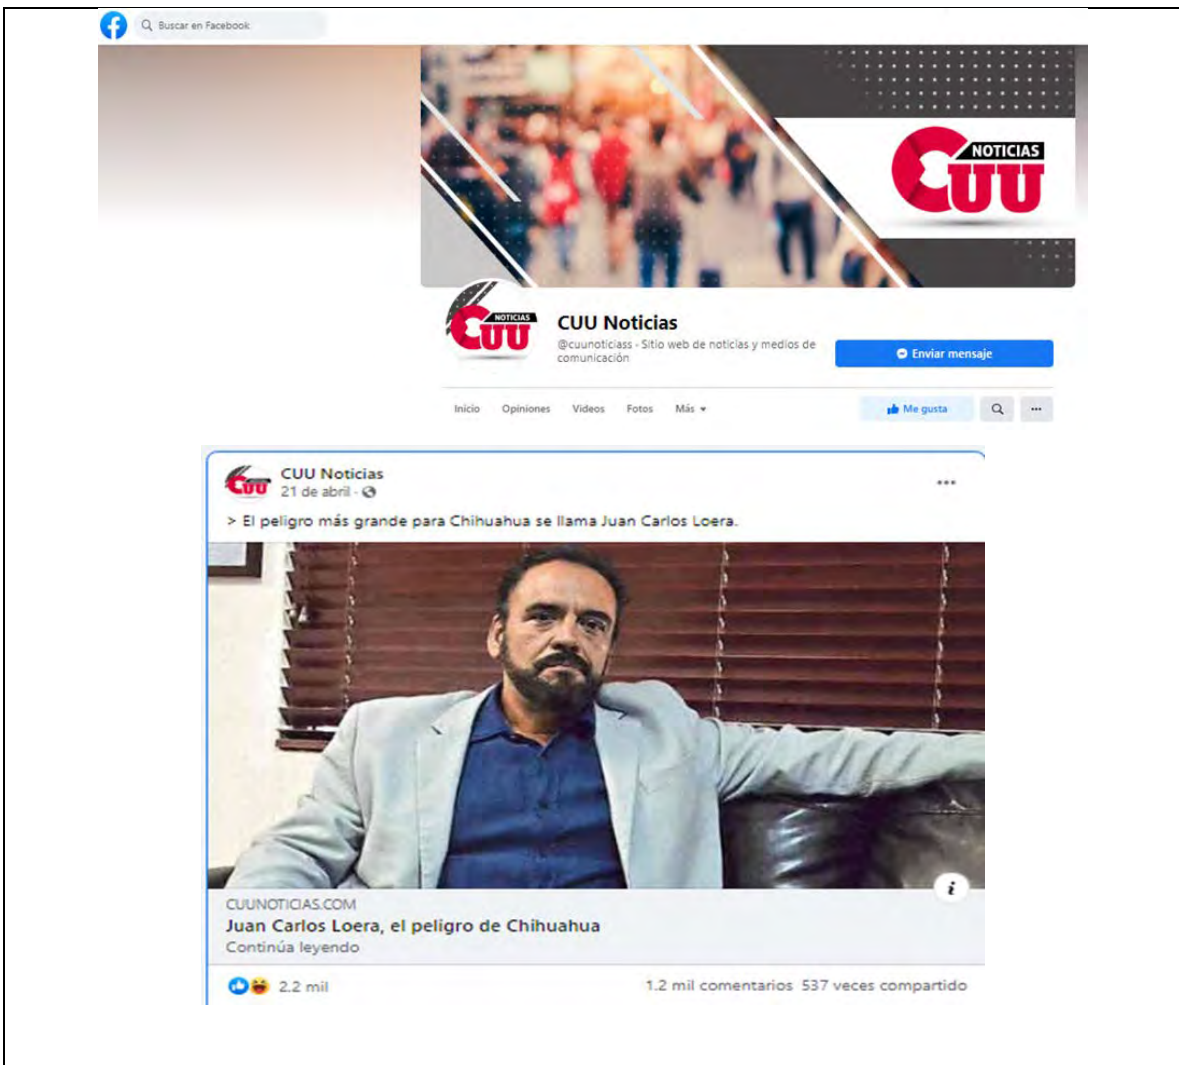 Buscar en Facebook
NOTICIAS
CUU
NOTICIAS
CUU
CUU Noticias
@cuunoticiass - Sitio web de noticias y medios de
comunicación
Enviar mensaje
Inicio Opiniones Videos Fotos Más
Me gusta
CUU
CUU Noticias
21 de abril
> El peligro más grande para Chihuahua se llama Juan Carlos Loera.
CUUNOTICIAS.COM
Juan Carlos Loera, el peligro de Chihuahua
Continúa leyendo
2.2 mil
1.2 mil comentarios 537 veces compartido